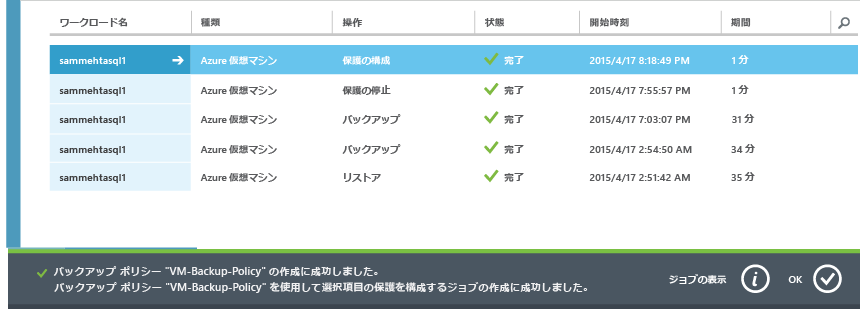 ワークロード名 種類 操作 状態 開始時刻 期間
sammehtasql1 Azure 仮想マシン 保護の構成 完了 2015/4/17 8:18:49 PM 1 分
sammehtasql1 Azure 仮想マシン 保護の停止 完了 2015/4/17 7:55:57 PM 1 分
sammehtasql1 Azure 仮想マシン バックアップ 完了 2015/4/17 7:03:07 PM 31 分
sammehtasql1 Azure 仮想マシン バックアップ 完了 2015/4/17 2:54:50 AM 34 分
sammehtasql1 Azure 仮想マシン リストア 完了 2015/4/17 2:51:42 AM 35 分
バックアップ ポリシー "VM-Backup-Policy" の作成に成功しました。
バックアップ ポリシー "VM-Backup-Policy" を使用して選択項目の保護を構成するジョブの作成に成功しました。
ジョブの表示 i OK